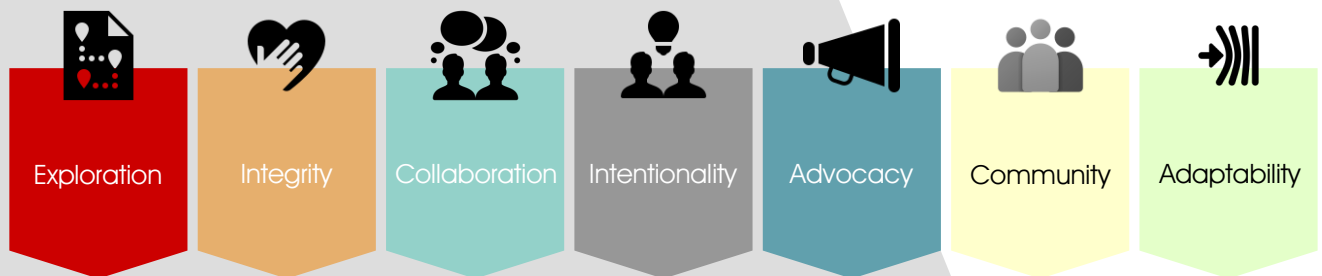 Exploration
Integrity
Collaboration
Intentionality
Advocacy
Community
Adaptability